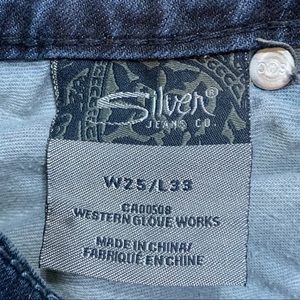 Silver®
JEANS CO
W25/L33
CA00508
WESTERN GLOVE WORKS
MADE IN CHINA/
FABRIQUÉ EN CHINE